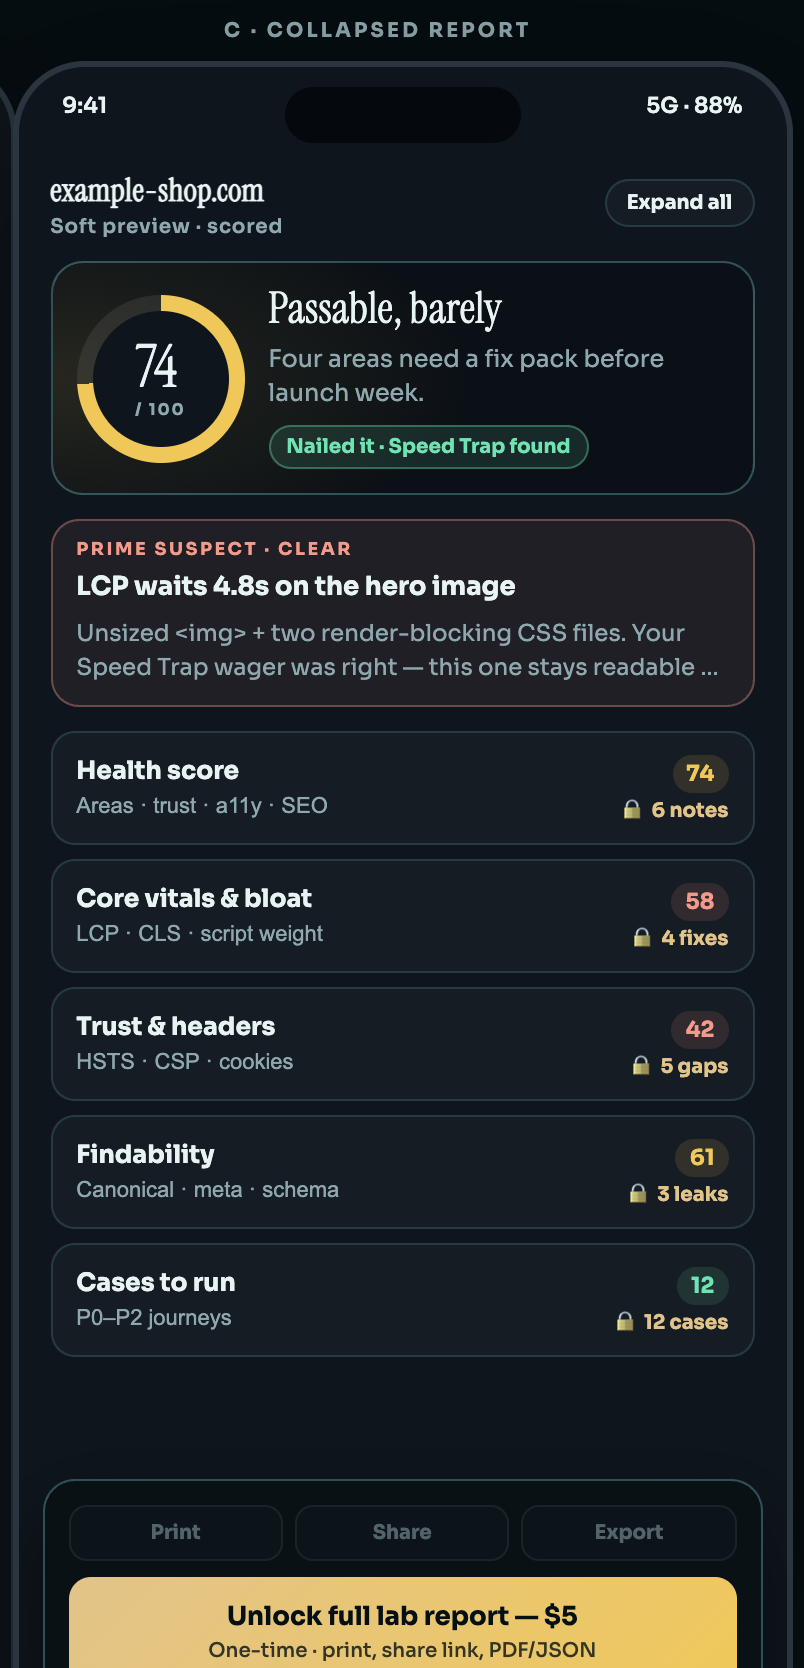 C · COLLAPSED REPORT
9:41
5G · 88%
example-shop.com
Expand all
Soft preview · scored
74
/ 100
Passable, barely
Four areas need a fix pack before
launch week.
Nailed it · Speed Trap found
PRIME SUSPECT · CLEAR
LCP waits 4.8s on the hero image
Unsized <img> + two render-blocking CSS files. Your
Speed Trap wager was right — this one stays readable ...
Health score
74
Areas · trust · a11y · SEO
6 notes
Core vitals & bloat
58
LCP · CLS · script weight
4 fixes
Trust & headers
42
HSTS · CSP · cookies
5 gaps
Findability
61
Canonical · meta · schema
3 leaks
Cases to run
12
P0–P2 journeys
12 cases
Print
Share
Export
Unlock full lab report — $5
One-time · print, share link, PDF/JSON